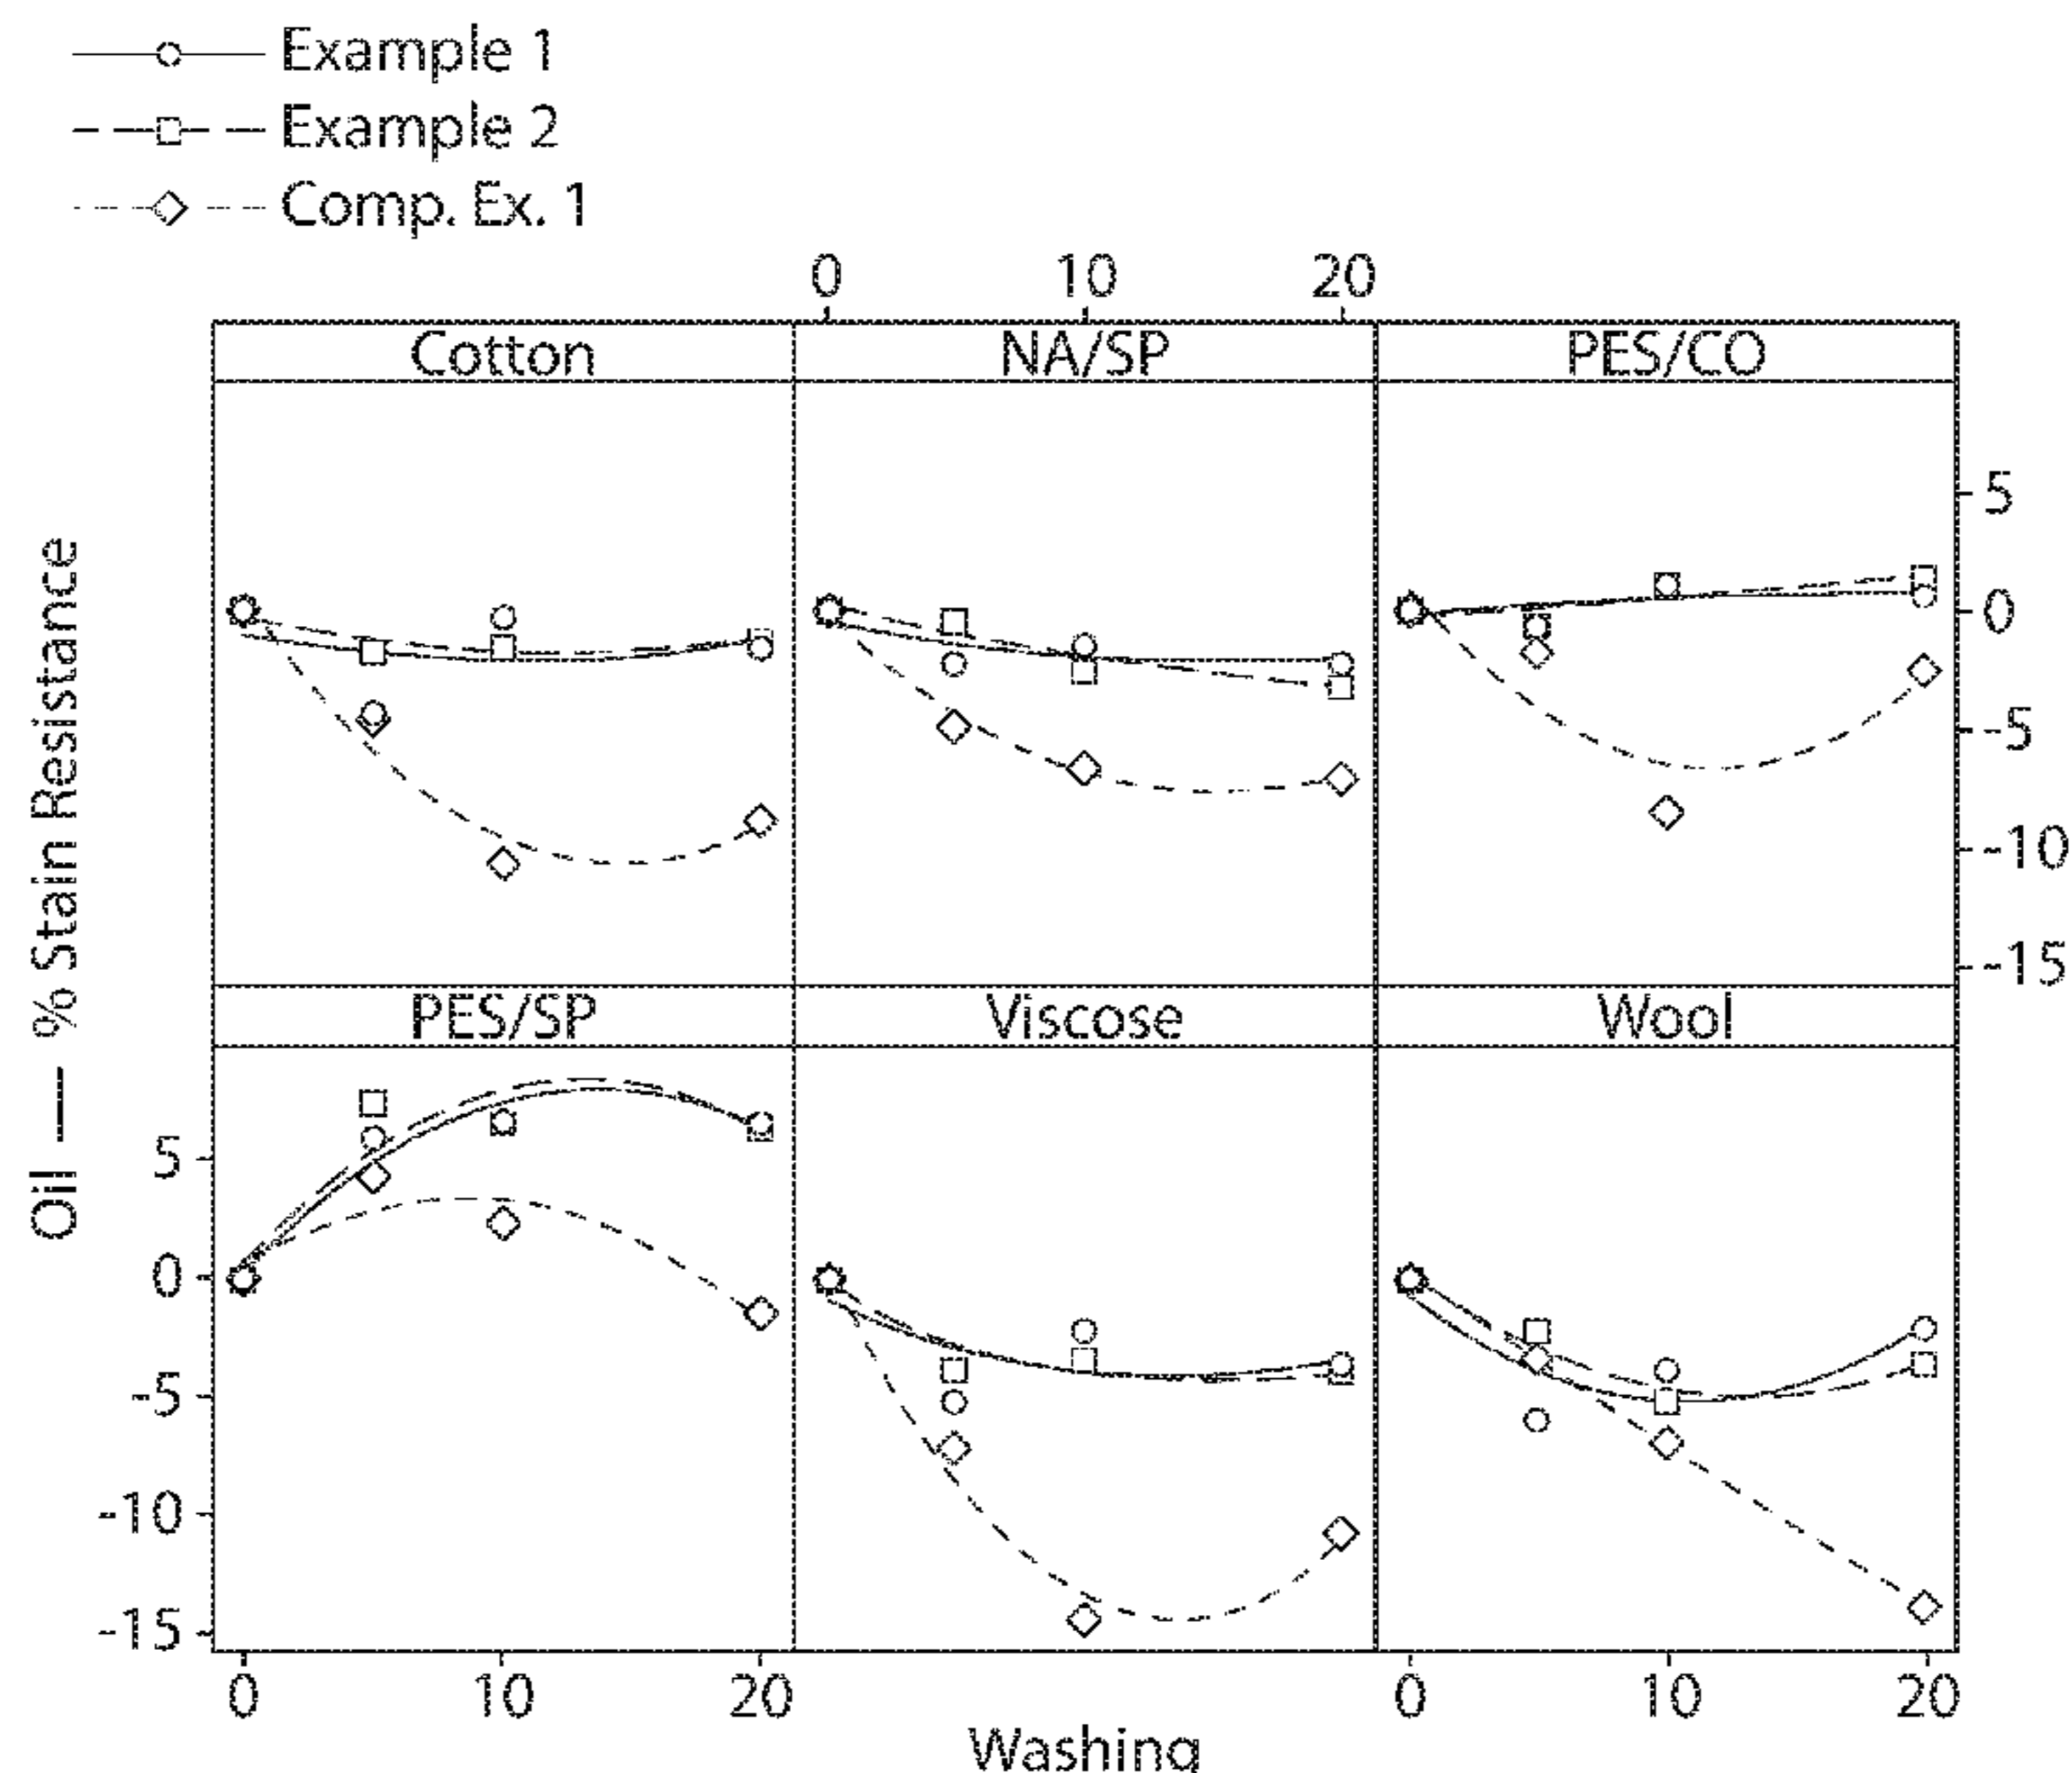 Example 1
Example 2
Comp. Ex. 1
0 10 20
Cotton NA/SP PES/CO
5
0
-5
-10
-15
Oil — % Stain Resistance
PES/SP Viscose Wool
5
0
-5
-10
-15
0 10 20 0 10 20
Washing